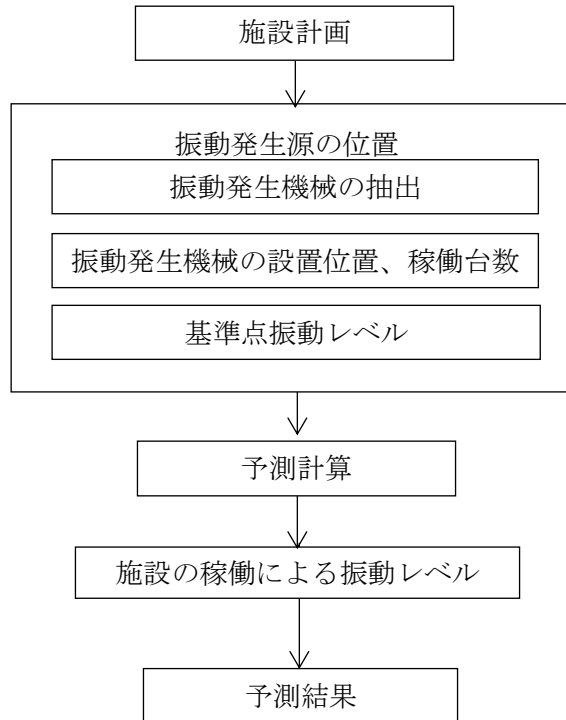 施設計画
振動発生源の位置
振動発生機械の抽出
振動発生機械の設置位置、稼働台数
基準点振動レベル
予測計算
施設の稼働による振動レベル
予測結果